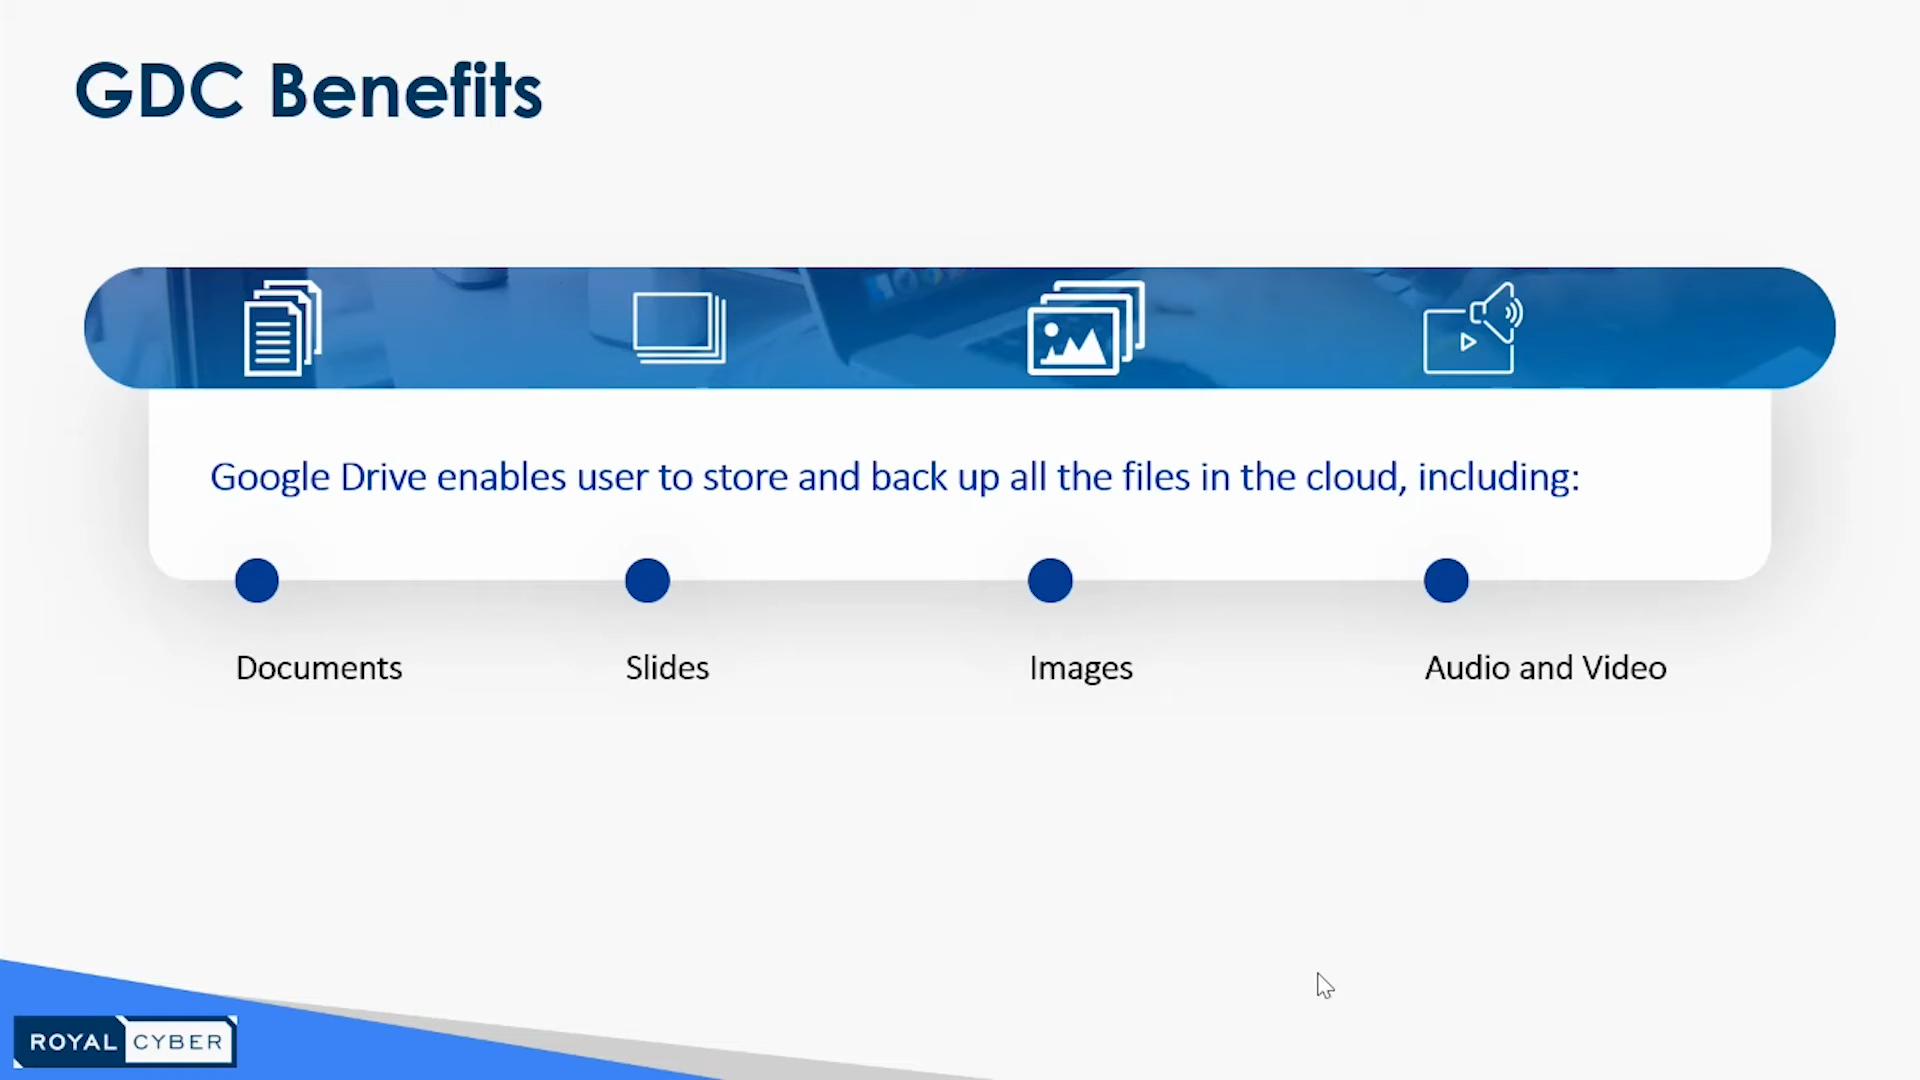 GDC Benefits
Google Drive enables user to store and back up all the files in the cloud, including:
Documents
Slides
Images
Audio and Video
ROYAL CYBER